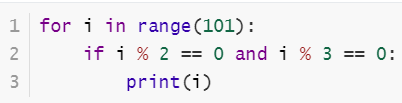 1 for i in range(101):
2     if i % 2 == 0 and i % 3 == 0:
3         print(i)